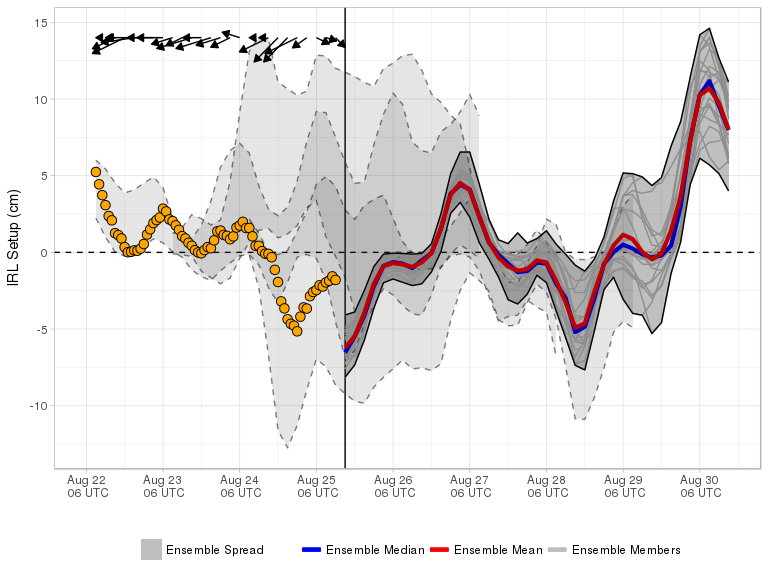 IRL Setup (cm)
15
10
5
0
-5
-10
Aug 22 Aug 23 Aug 24 Aug 25 Aug 26 Aug 27 Aug 28 Aug 29 Aug 30
06 UTC 06 UTC 06 UTC 06 UTC 06 UTC 06 UTC 06 UTC 06 UTC 06 UTC
Ensemble Spread Ensemble Median Ensemble Mean Ensemble Members